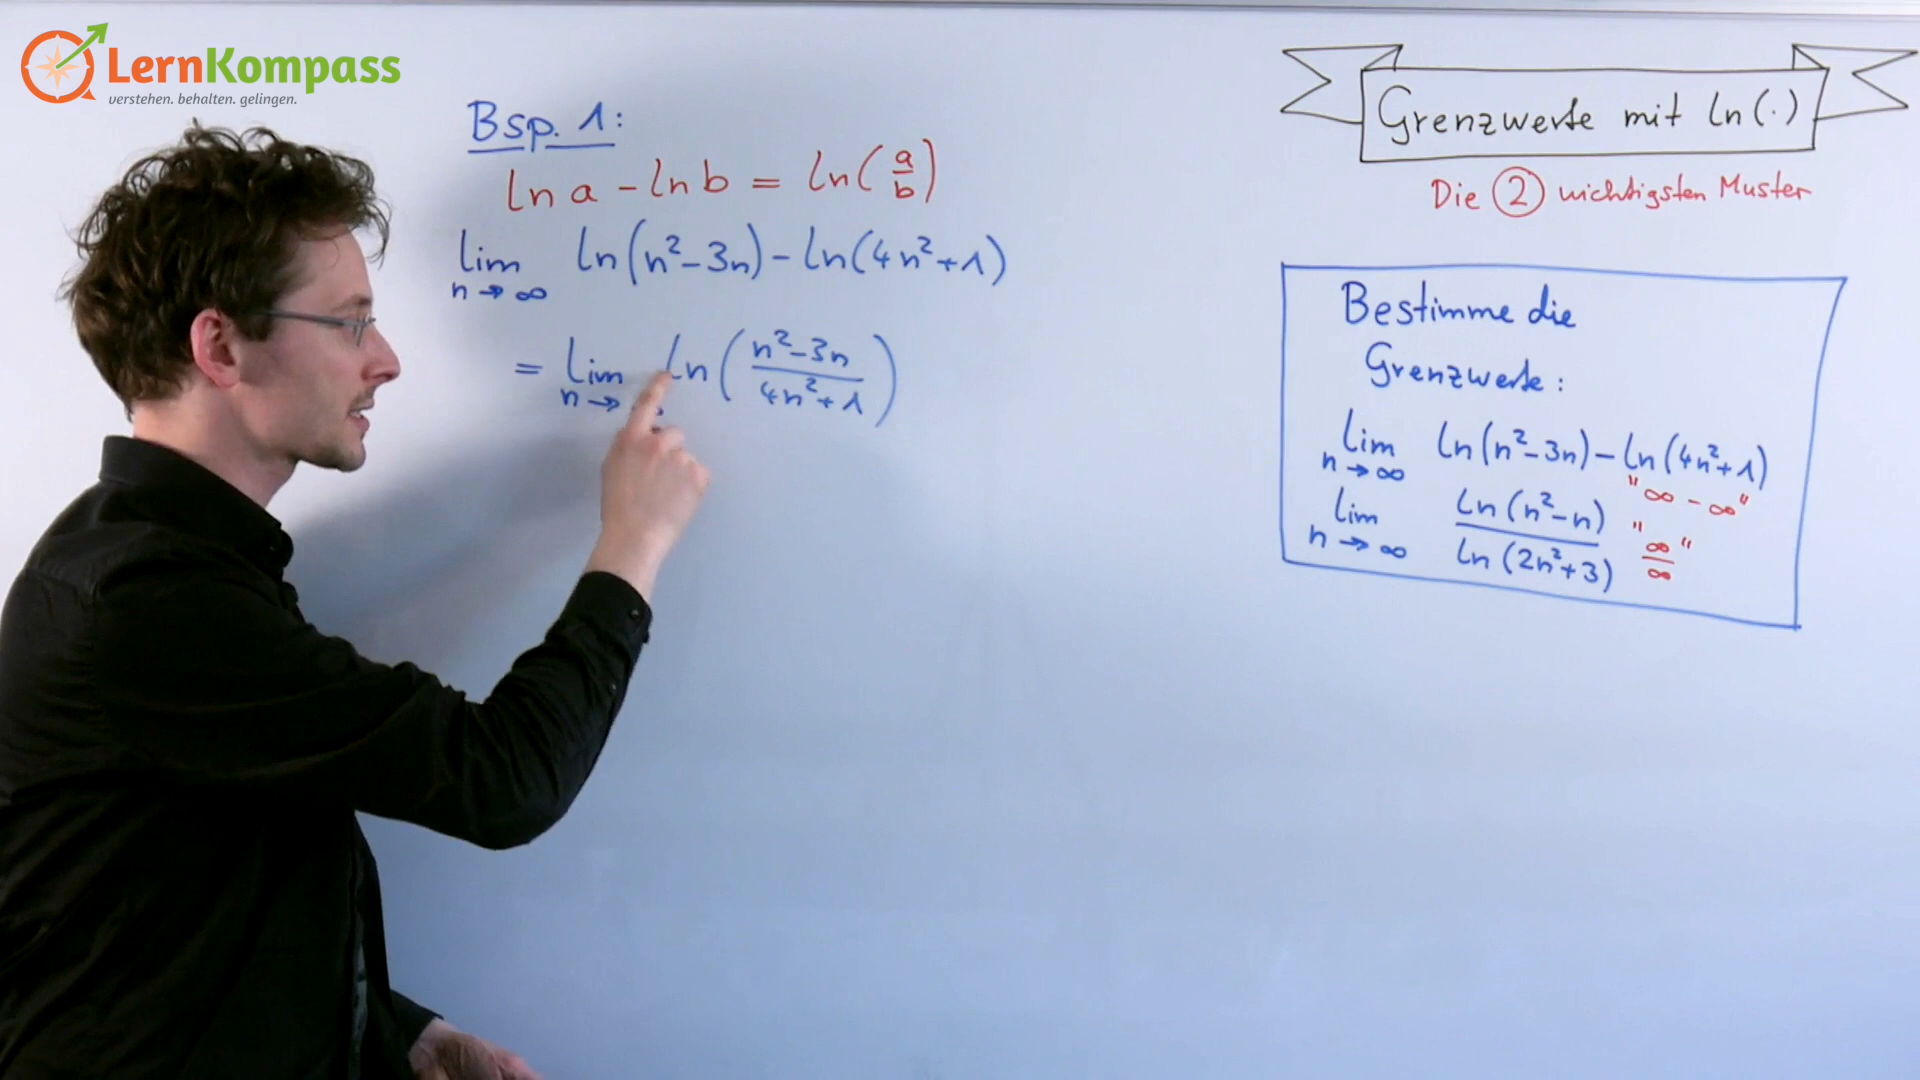 LernKompass
verstehen. behalten. gelingen.
Bsp. 1:
ln a - ln b = ln(a/b)
lim n→∞ ln(n²-3n) - ln(4n²+1)
= lim n→ ln((n²-3n)/(4n²+1))
Grenzwerte mit ln(·)
Die 2 wichtigsten Muster
Bestimme die
Grenzwerte:
lim n→∞ ln(n²-3n) - ln(4n²+1)
"∞ - ∞"
lim n→∞ ln(n²-n)/ln(2n²+3) "∞/∞"